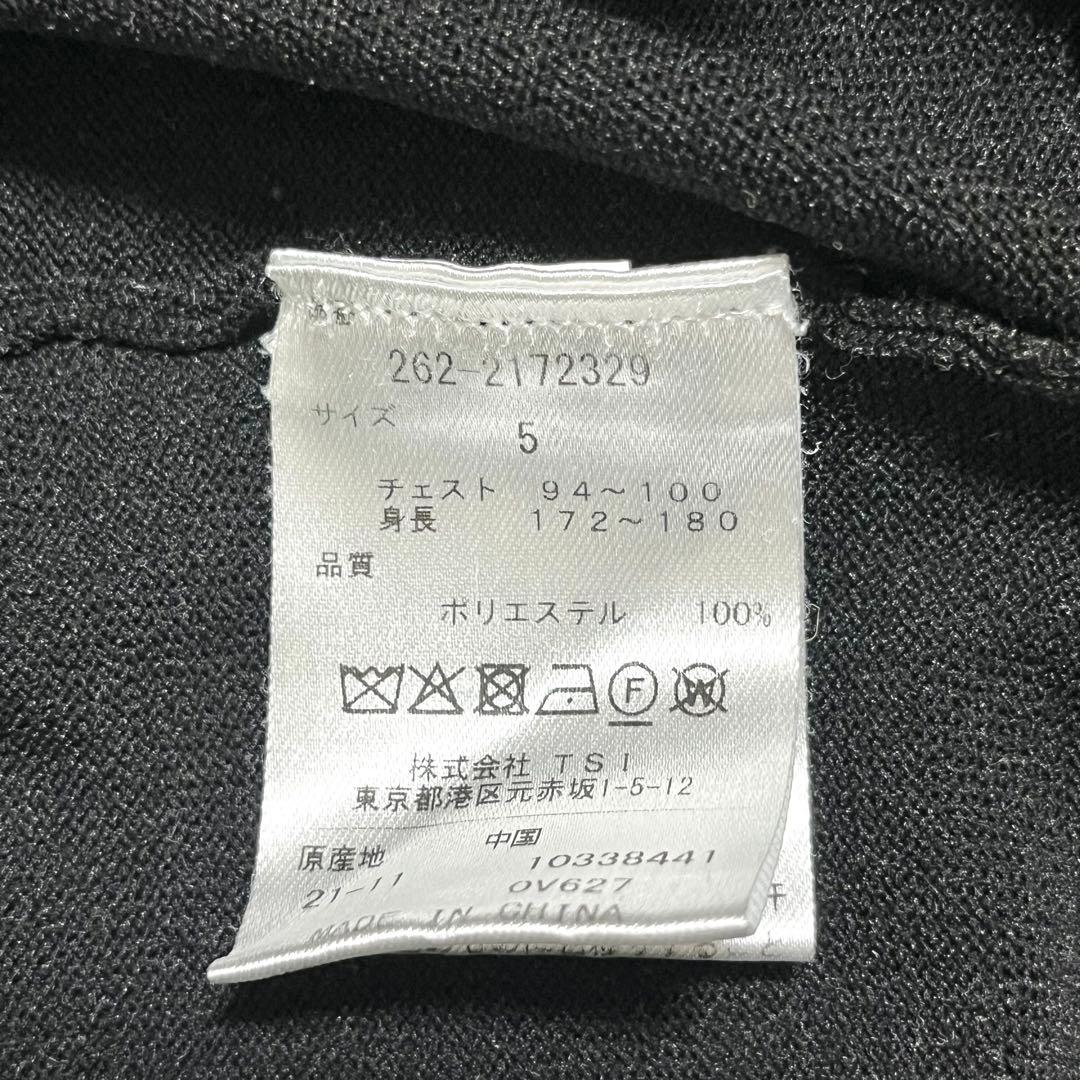 262-2172329
サイズ
5
チェスト 94~100
身長 172~180
品質
ポリエステル 100%
F W
株式会社 TSI
東京都港区元赤坂1-5-12
原産地 中国
10338441
21-11 0V627
MADE IN CHINA